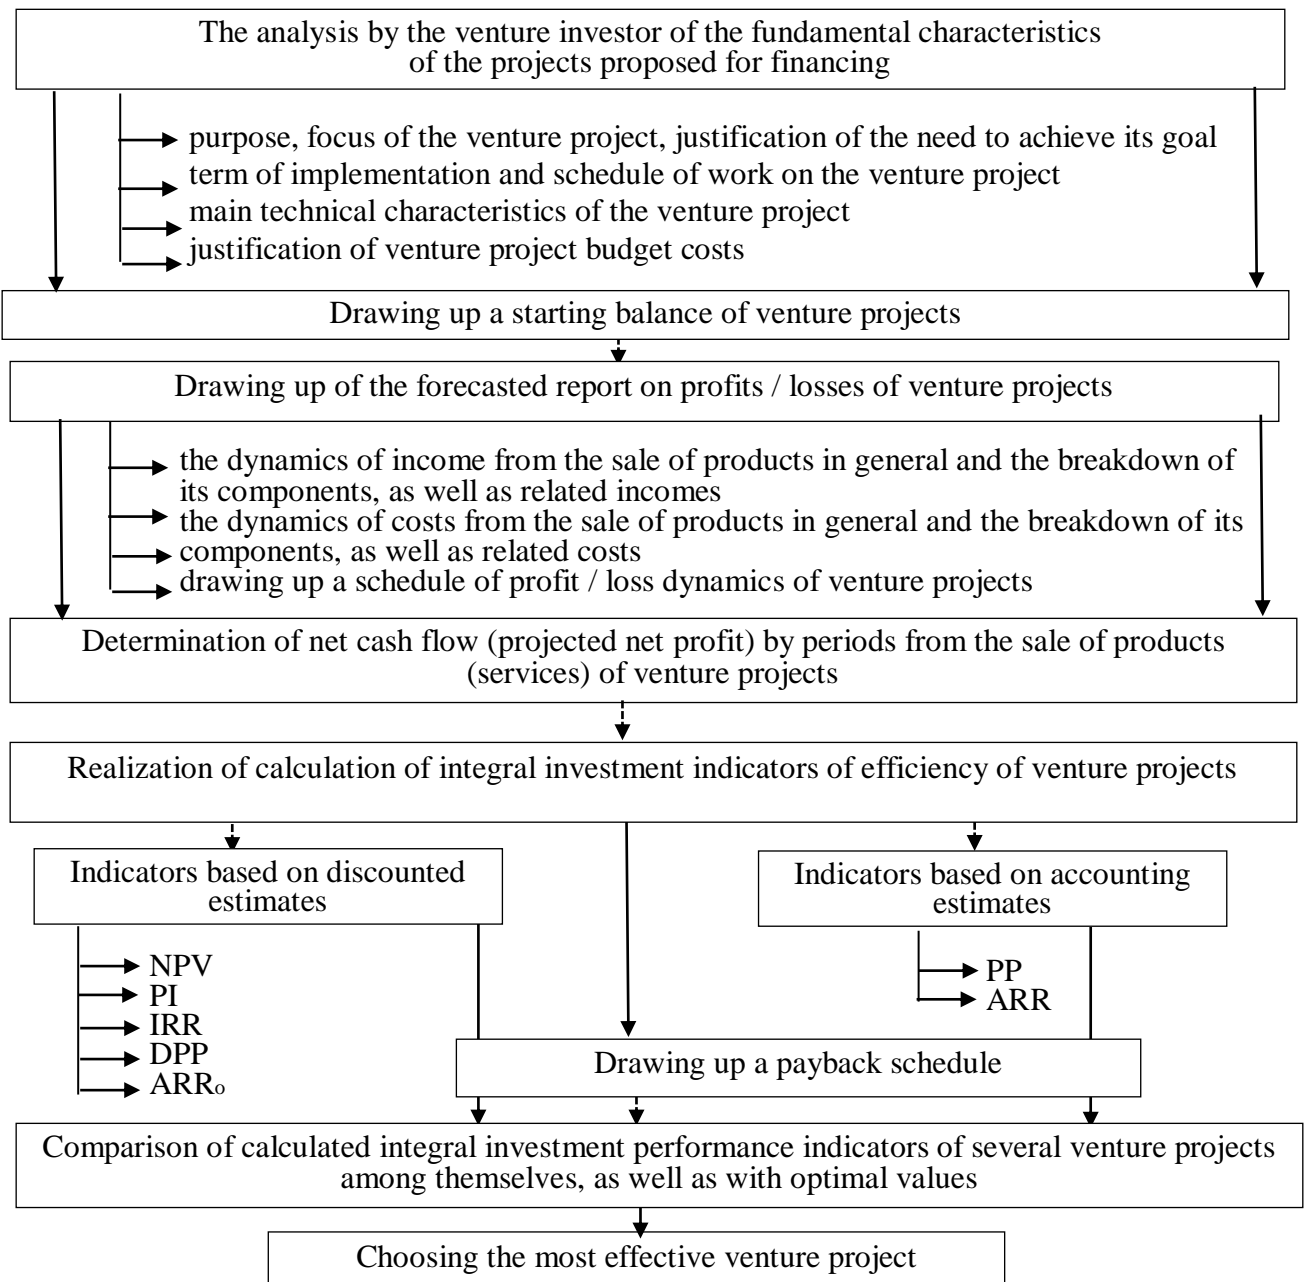 The analysis by the venture investor of the fundamental characteristics
of the projects proposed for financing
purpose, focus of the venture project, justification of the need to achieve its goal
term of implementation and schedule of work on the venture project
main technical characteristics of the venture project
justification of venture project budget costs
Drawing up a starting balance of venture projects
Drawing up of the forecasted report on profits / losses of venture projects
the dynamics of income from the sale of products in general and the breakdown of
its components, as well as related incomes
the dynamics of costs from the sale of products in general and the breakdown of its
components, as well as related costs
drawing up a schedule of profit / loss dynamics of venture projects
Determination of net cash flow (projected net profit) by periods from the sale of products
(services) of venture projects
Realization of calculation of integral investment indicators of efficiency of venture projects
Indicators based on discounted
estimates
NPV
PI
IRR
DPP
ARR₀
Indicators based on accounting
estimates
PP
ARR
Drawing up a payback schedule
Comparison of calculated integral investment performance indicators of several venture projects
among themselves, as well as with optimal values
Choosing the most effective venture project